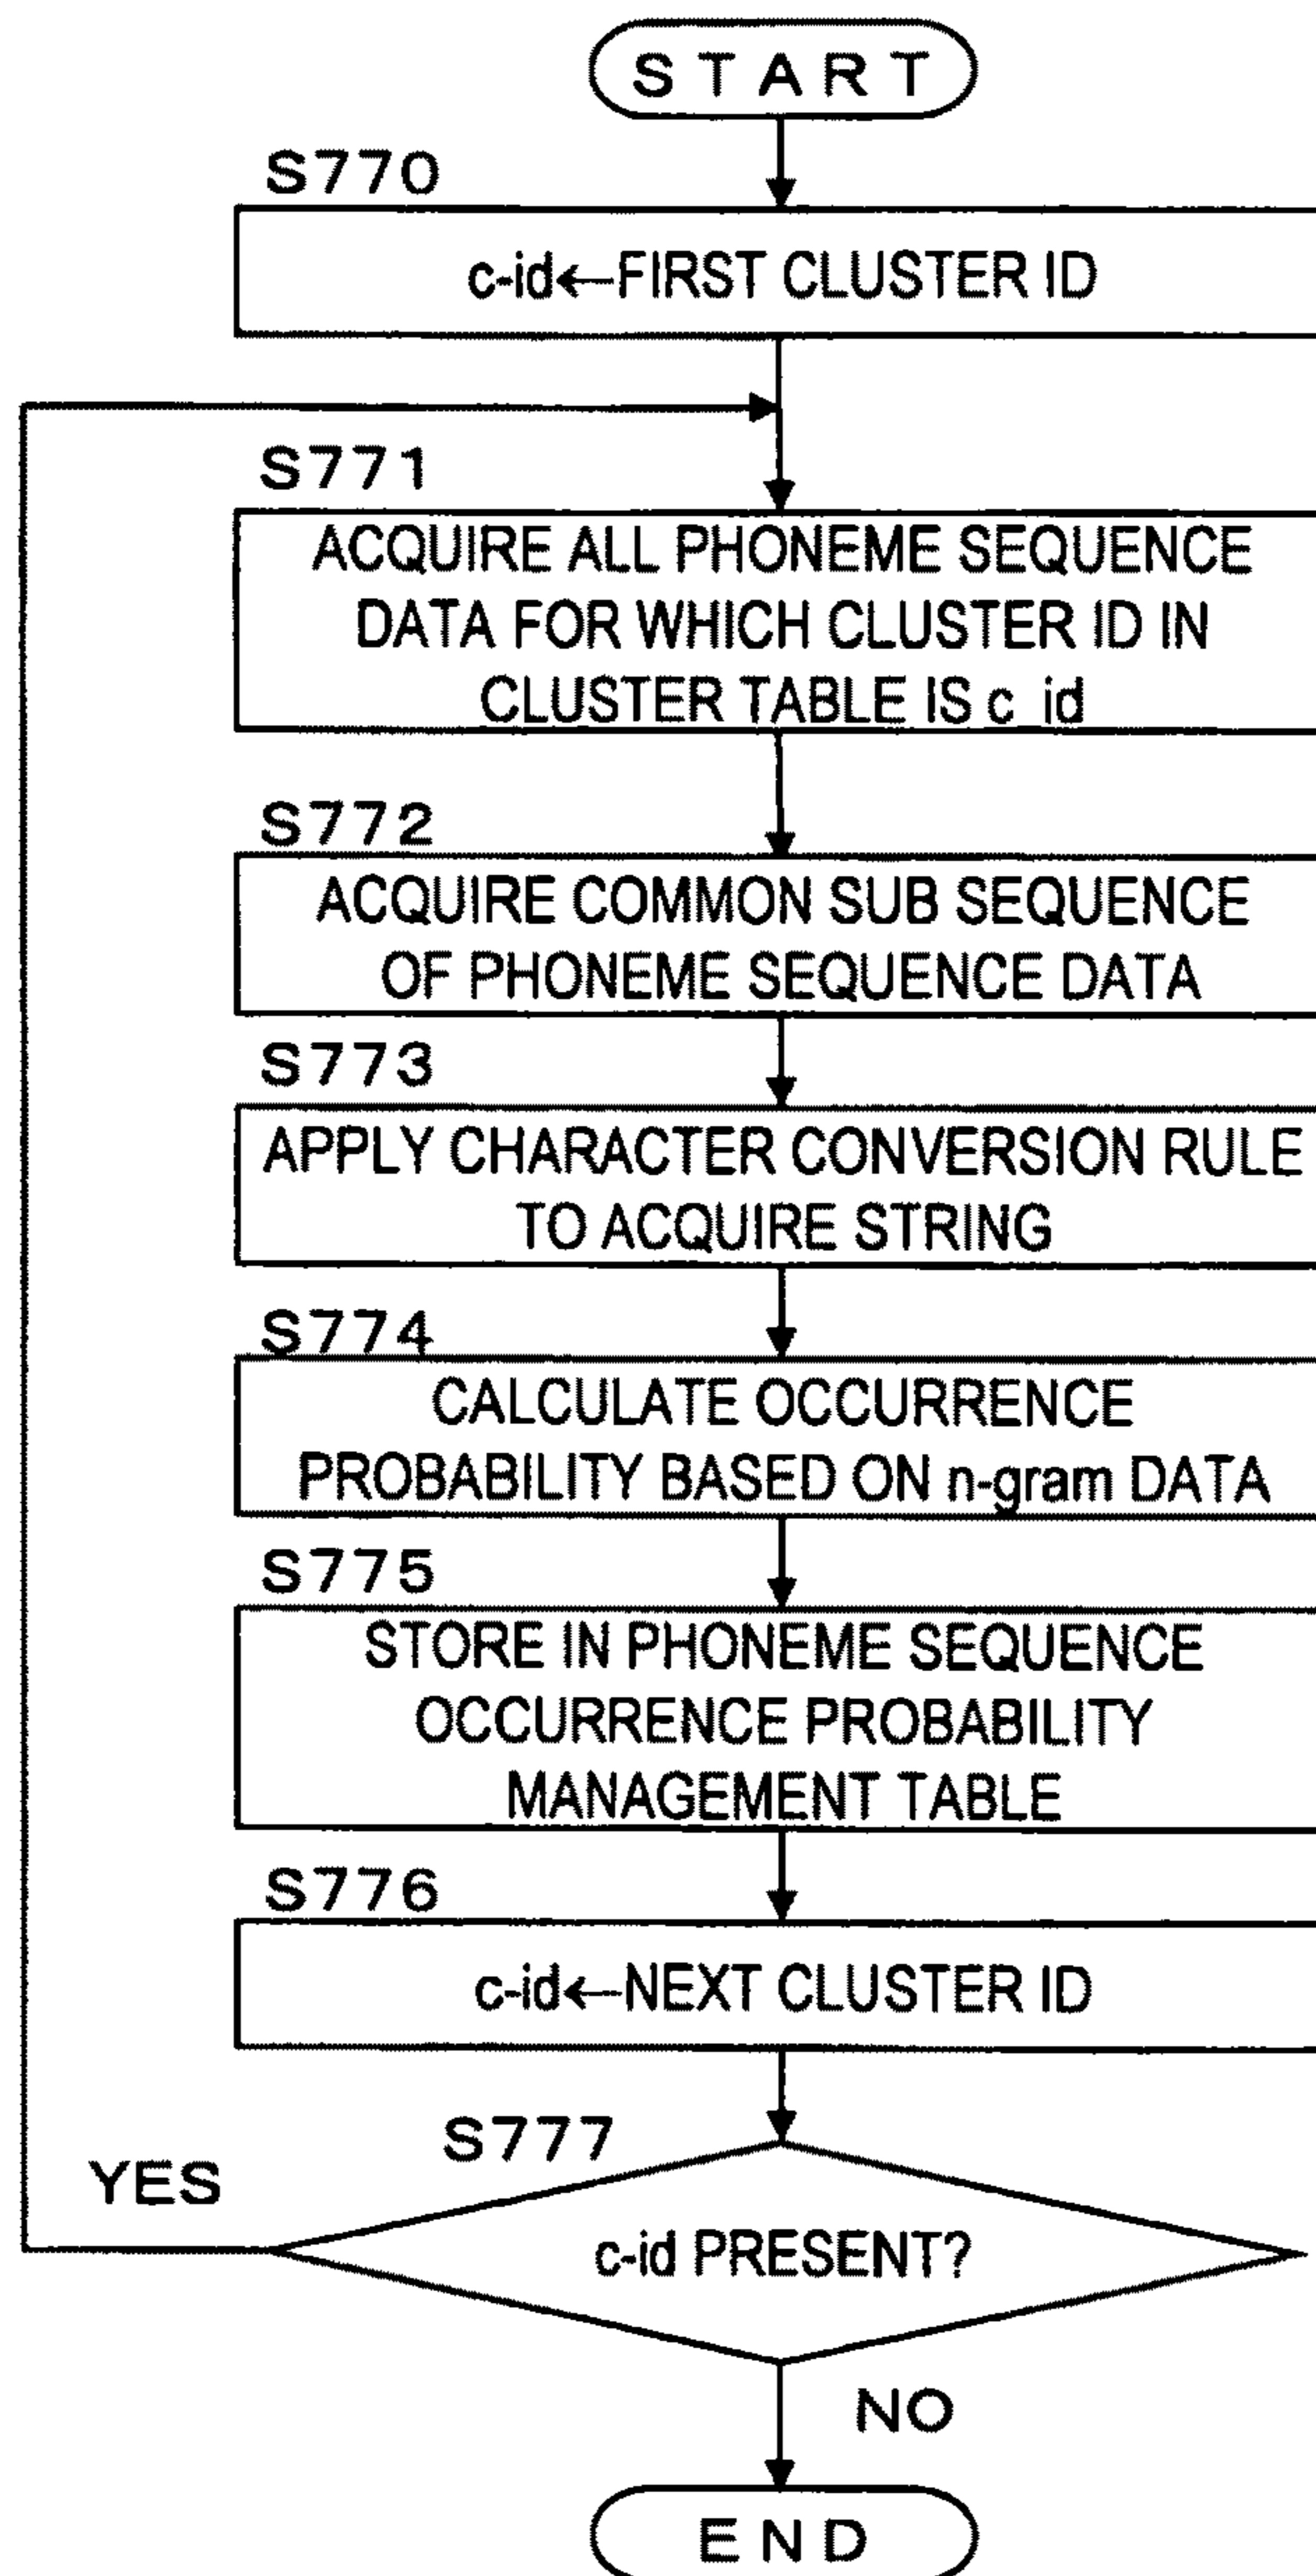 START
S770
c-id←FIRST CLUSTER ID
S771
ACQUIRE ALL PHONEME SEQUENCE
DATA FOR WHICH CLUSTER ID IN
CLUSTER TABLE IS c_id
S772
ACQUIRE COMMON SUB SEQUENCE
OF PHONEME SEQUENCE DATA
S773
APPLY CHARACTER CONVERSION RULE
TO ACQUIRE STRING
S774
CALCULATE OCCURRENCE
PROBABILITY BASED ON n-gram DATA
S775
STORE IN PHONEME SEQUENCE
OCCURRENCE PROBABILITY
MANAGEMENT TABLE
S776
c-id←NEXT CLUSTER ID
S777
YES
c-id PRESENT?
NO
END